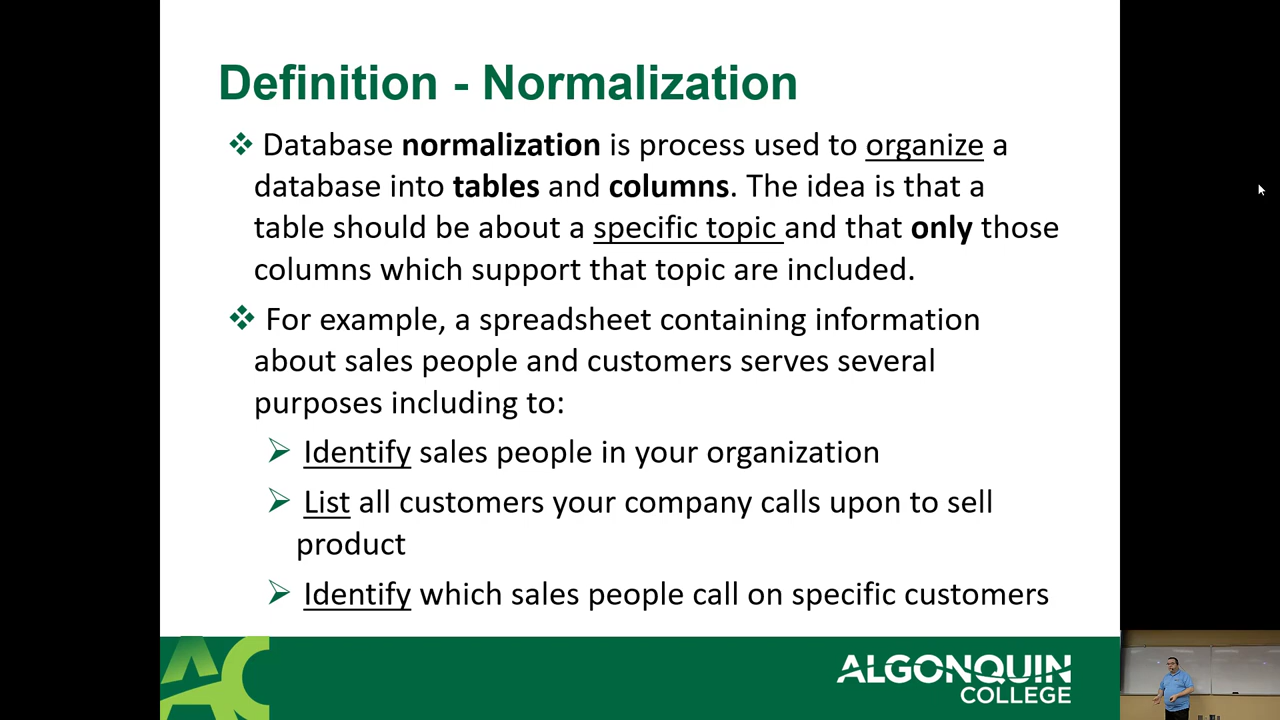 Definition - Normalization
Database normalization is process used to organize a
database into tables and columns. The idea is that a
table should be about a specific topic and that only those
columns which support that topic are included.
For example, a spreadsheet containing information
about sales people and customers serves several
purposes including to:
Identify sales people in your organization
List all customers your company calls upon to sell
product
Identify which sales people call on specific customers
AC
ALGONQUIN
COLLEGE